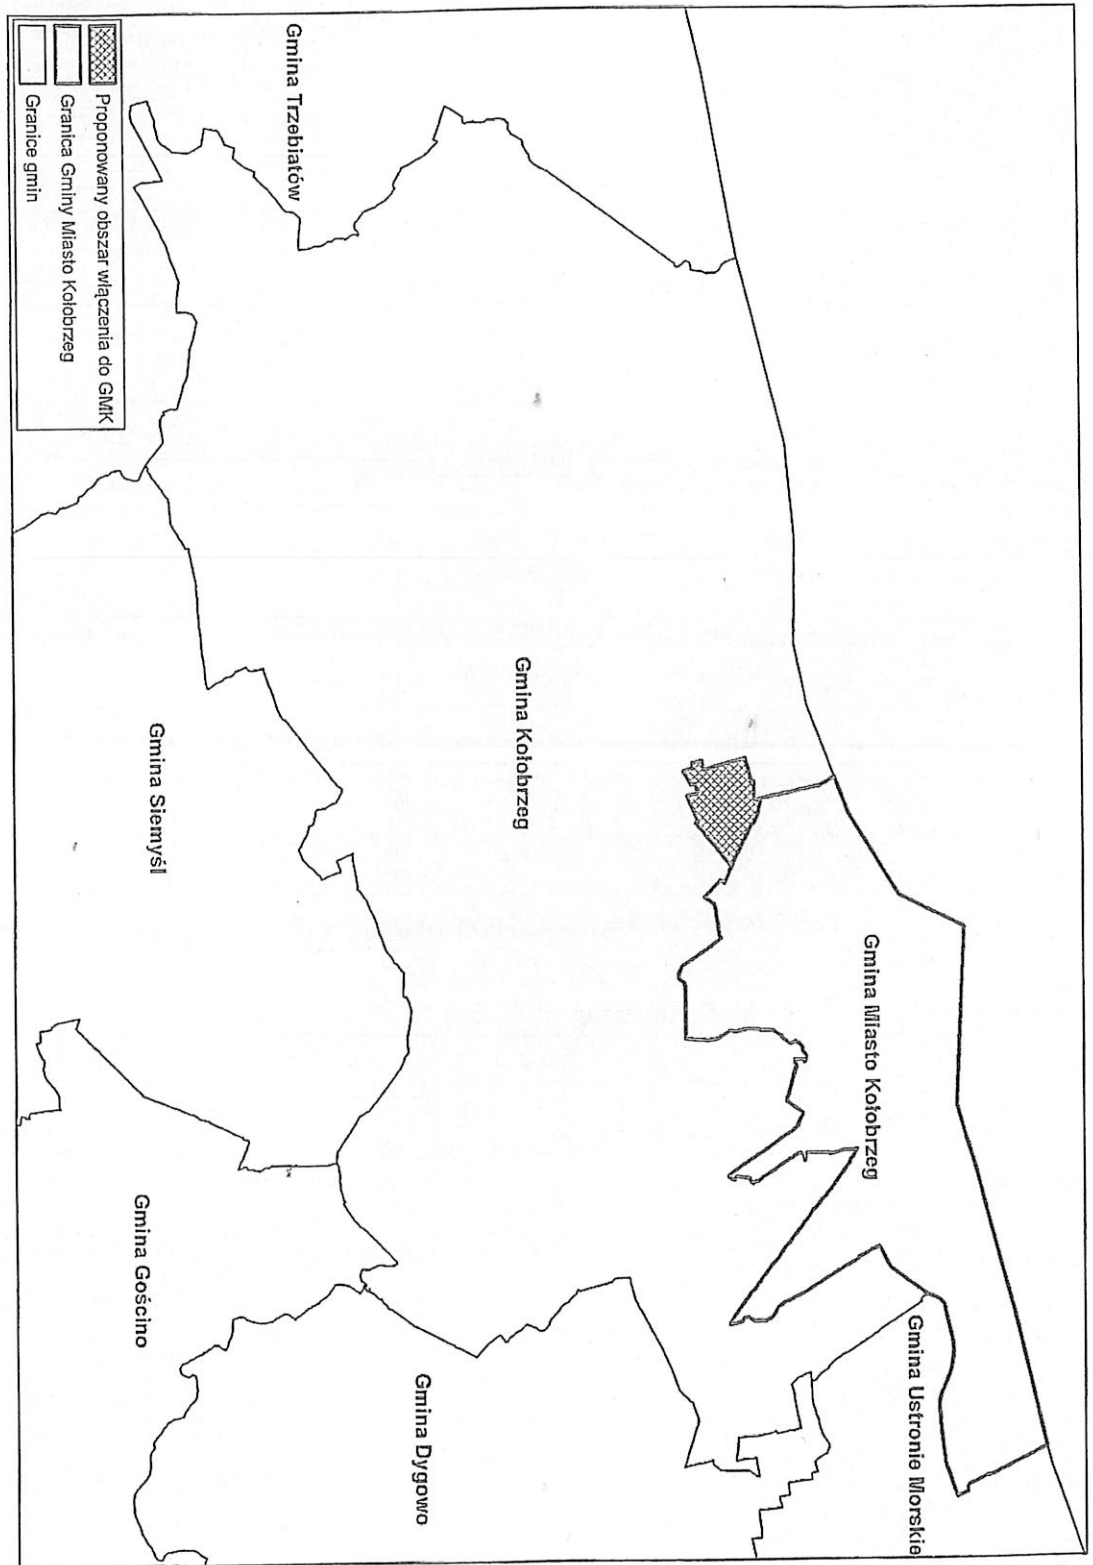 Gmina Ustronie Morskie
Gmina Miasto Kołobrzeg
Gmina Kołobrzeg
Gmina Dygowo
Gmina Trzebiatów
Gmina Siemyśl
Gmina Gościno
Proponowany obszar włączenia do GMK
Granica Gminy Miasto Kołobrzeg
Granice gmin